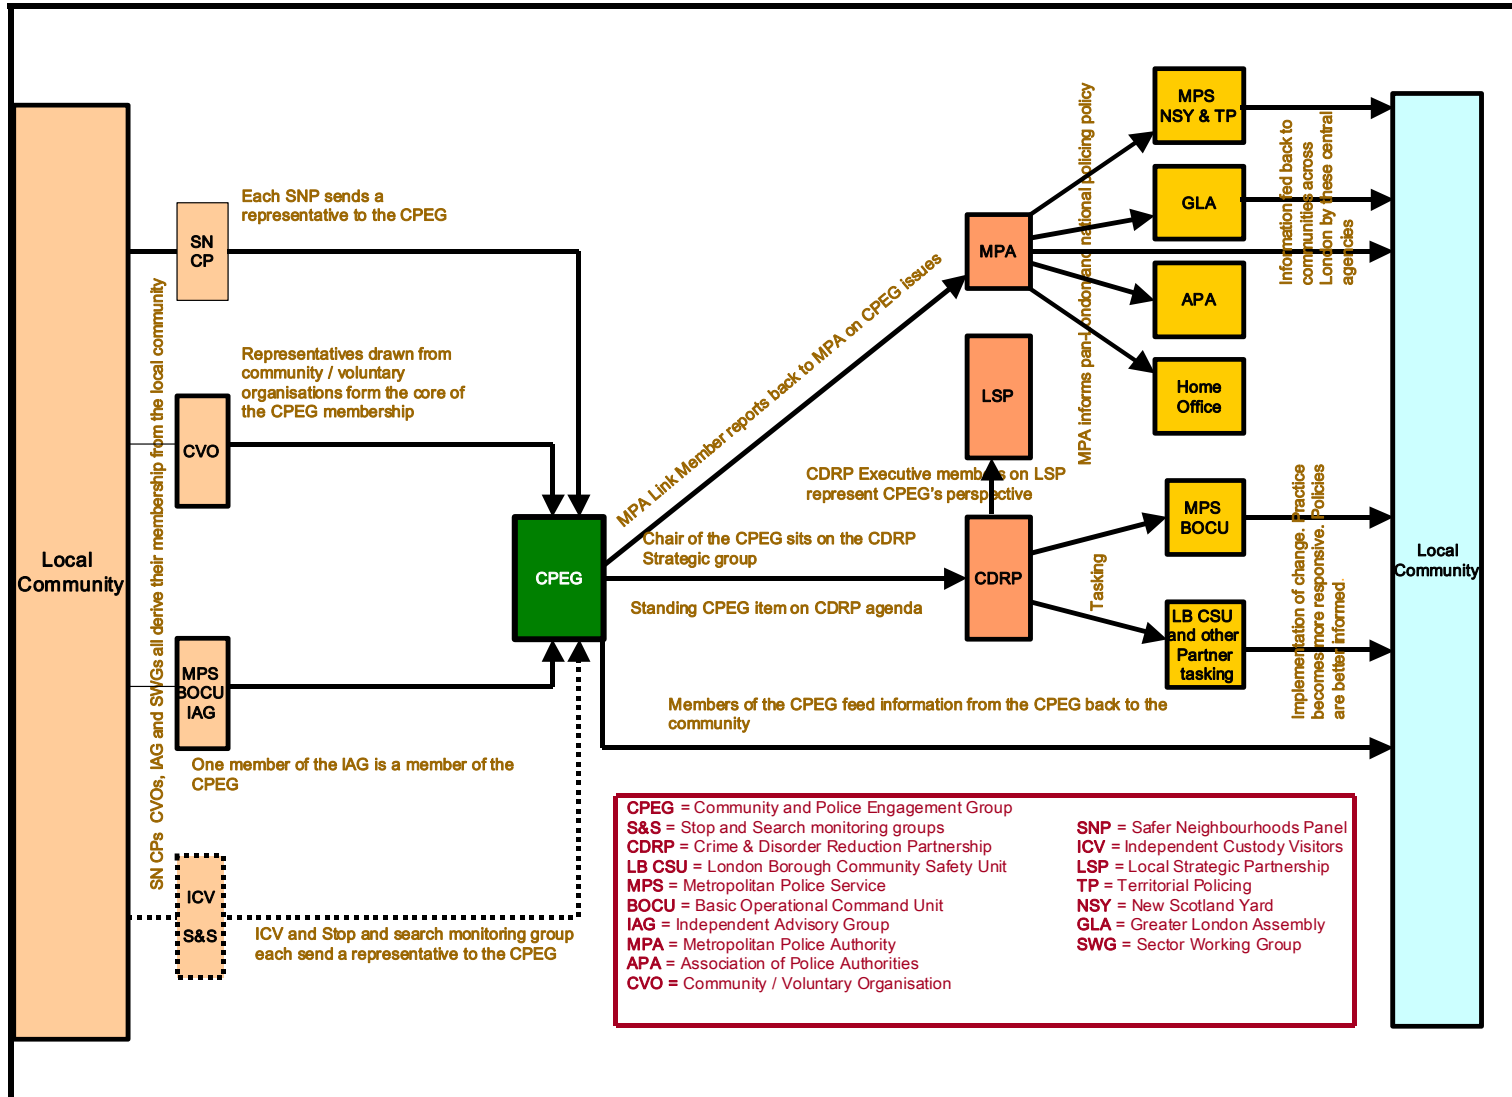 Local
Community
SN CPs CVOs, IAG and SWGs all derive their membership from the local community
SN
CP
Each SNP sends a
representative to the CPEG
CVO
Representatives drawn from
community / voluntary
organisations form the core of
the CPEG membership
MPS
BOCU
IAG
One member of the IAG is a member of the
CPEG
ICV
S&S
ICV and Stop and search monitoring group
each send a representative to the CPEG
CPEG
MPA Link Member reports back to MPA on CPEG issues
Chair of the CPEG sits on the CDRP
Strategic group
Standing CPEG item on CDRP agenda
Members of the CPEG feed information from the CPEG back to the
community
MPA
LSP
CDRP Executive members on LSP
represent CPEG's perspective
CDRP
MPA informs pan-London and national policing policy
Tasking
MPS
NSY & TP
GLA
APA
Home
Office
MPS
BOCU
LB CSU
and other
Partner
tasking
Information fed back to
communities across
London by these central
agencies
Implementation of change. Practice
becomes more responsive. Policies
are better informed.
Local
Community
CPEG = Community and Police Engagement Group
S&S = Stop and Search monitoring groups
CDRP = Crime & Disorder Reduction Partnership
LB CSU = London Borough Community Safety Unit
MPS = Metropolitan Police Service
BOCU = Basic Operational Command Unit
IAG = Independent Advisory Group
MPA = Metropolitan Police Authority
APA = Association of Police Authorities
CVO = Community / Voluntary Organisation
SNP = Safer Neighbourhoods Panel
ICV = Independent Custody Visitors
LSP = Local Strategic Partnership
TP = Territorial Policing
NSY = New Scotland Yard
GLA = Greater London Assembly
SWG = Sector Working Group